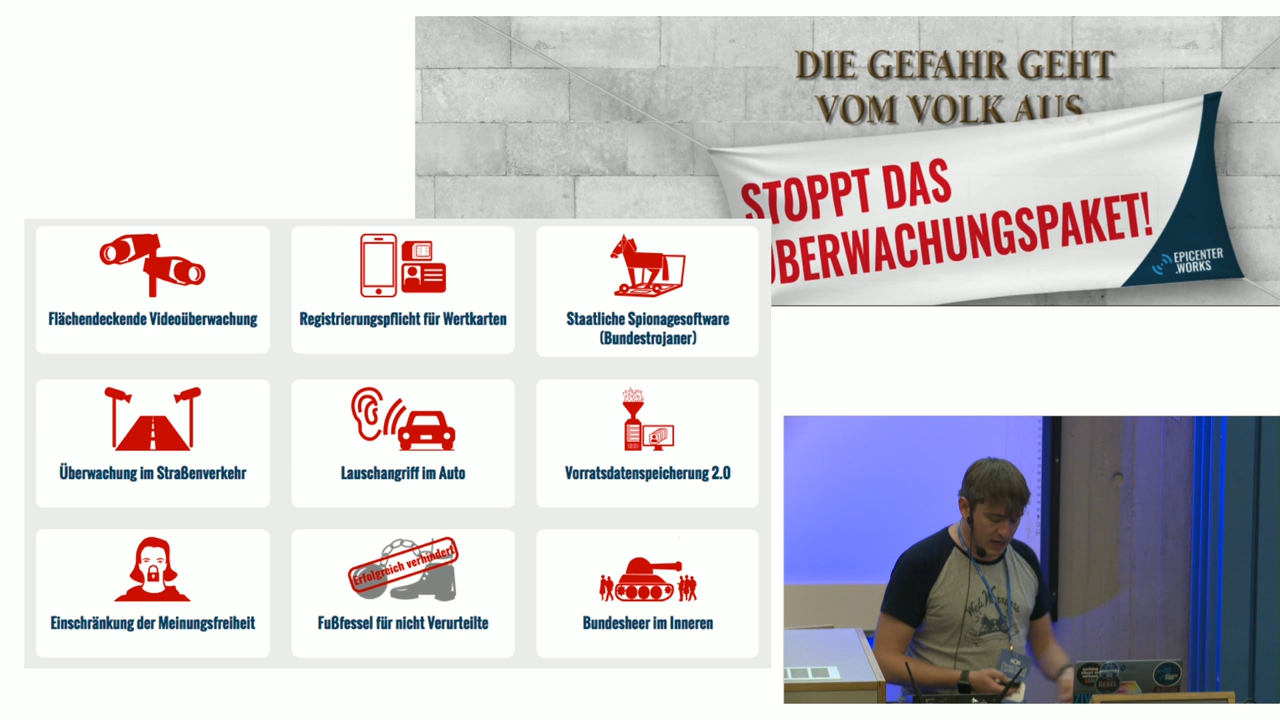 DIE GEFAHR GEHT
VOM VOLK AUS.
STOPPT DAS
ÜBERWACHUNGSPAKET!
EPICENTER
.WORKS
Flächendeckende Videoüberwachung
Registrierungspflicht für Wertkarten
Staatliche Spionagesoftware
(Bundestrojaner)
Überwachung im Straßenverkehr
Lauschangriff im Auto
Vorratsdatenspeicherung 2.0
Einschränkung der Meinungsfreiheit
Erfolgreich verhindert
Fußfessel für nicht Verurteilte
Bundesheer im Inneren